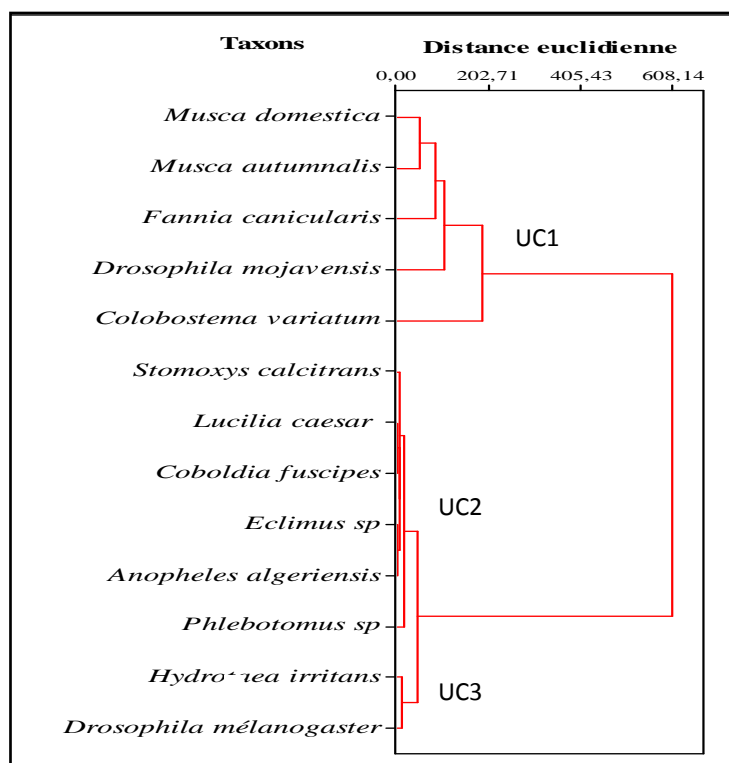 Taxons Distance euclidienne
0,00 202,71 405,43 608,14
Musca domestica
Musca autumnalis
Fannia canicularis
UC1
Drosophila mojavensis
Colobostema variatum
Stomoxys calcitrans
Lucilia caesar
Coboldia fuscipes
UC2
Eclimus sp
Anopheles algeriensis
Phlebotomus sp
irritans
UC3
Drosophila mélanogaster